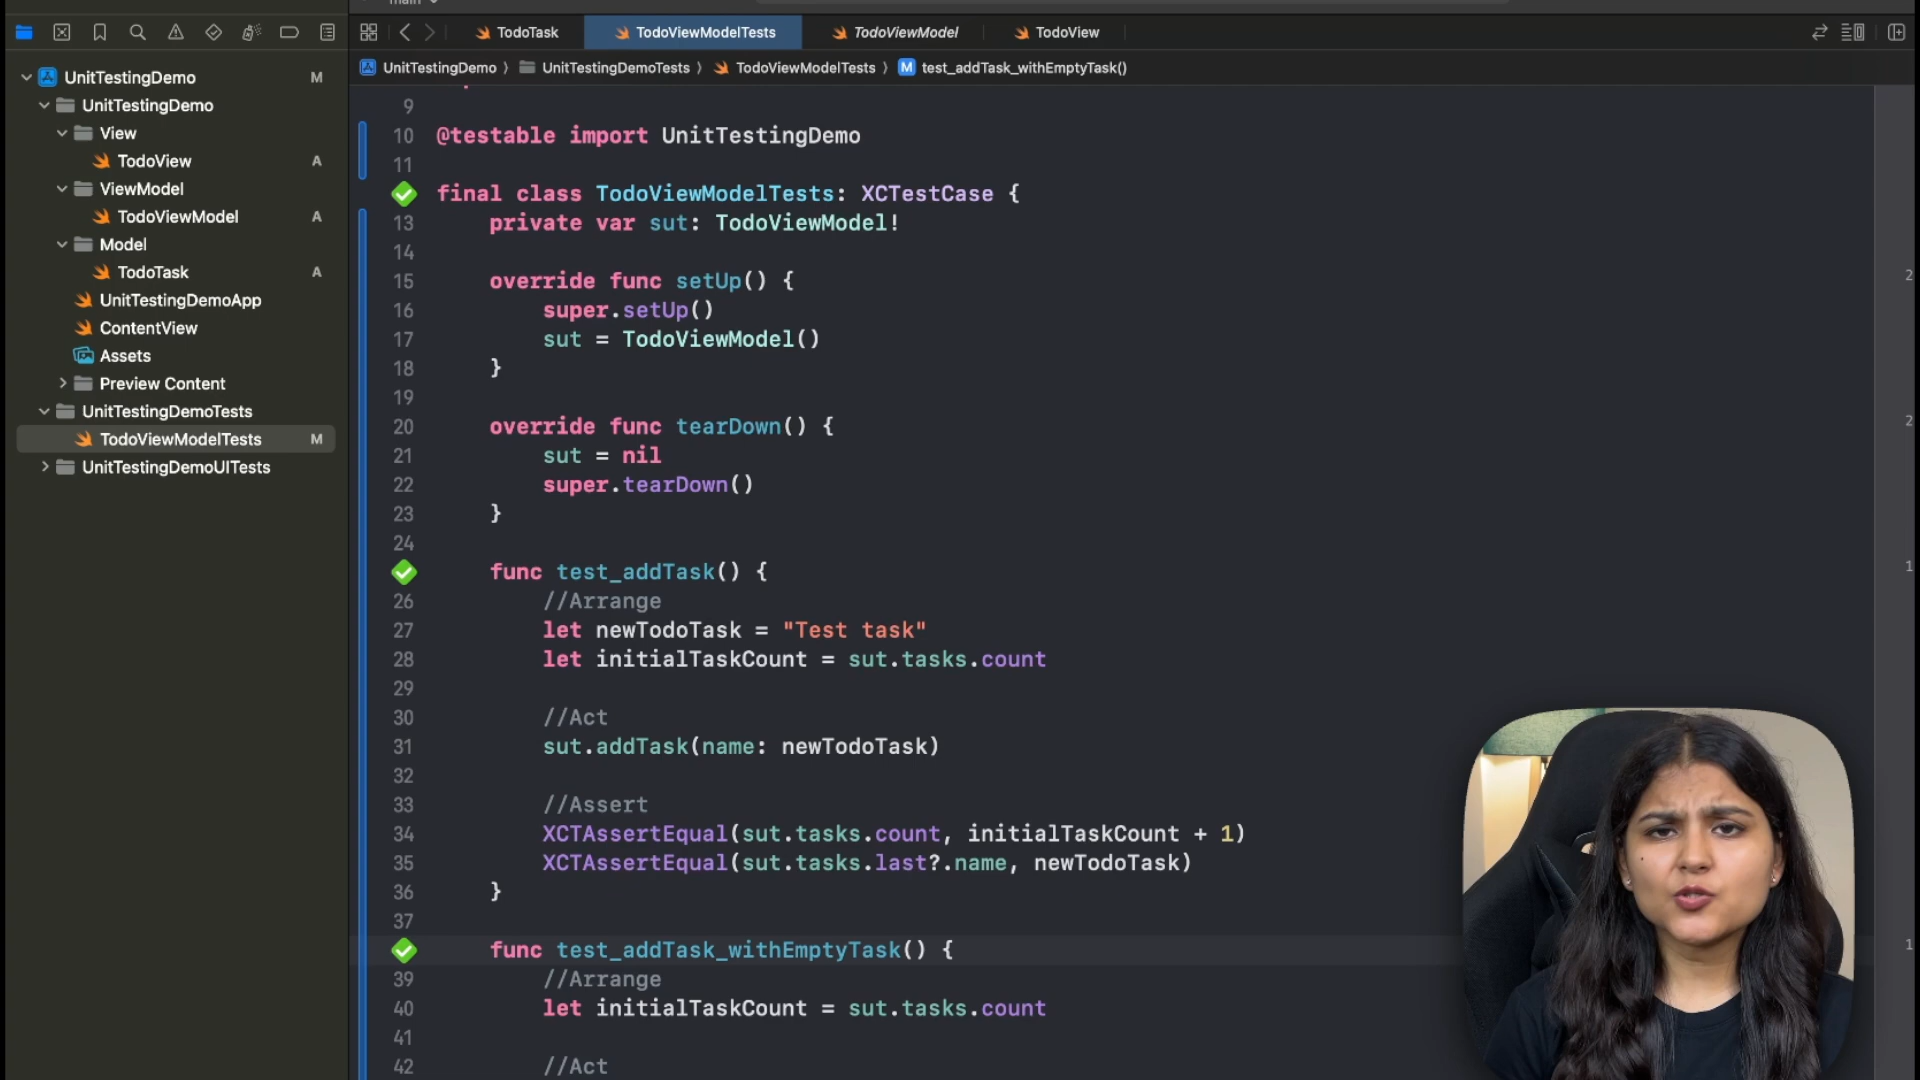 main
TodoTask
TodoViewModelTests
TodoViewModel
TodoView
UnitTestingDemo
UnitTestingDemoTests
TodoViewModelTests
M
test_addTask_withEmptyTask()
UnitTestingDemo
M
UnitTestingDemo
View
TodoView
A
ViewModel
TodoViewModel
A
Model
TodoTask
A
UnitTestingDemoApp
ContentView
Assets
Preview Content
UnitTestingDemoTests
TodoViewModelTests
M
UnitTestingDemoUITests
9
10 @testable import UnitTestingDemo
11
final class TodoViewModelTests: XCTestCase {
13 private var sut: TodoViewModel!
14
15 override func setUp() {
2
16 super.setUp()
17 sut = TodoViewModel()
18 }
19
20 override func tearDown() {
2
21 sut = nil
22 super.tearDown()
23 }
24
func test_addTask() {
1
26 //Arrange
27 let newTodoTask = "Test task"
28 let initialTaskCount = sut.tasks.count
29
30 //Act
31 sut.addTask(name: newTodoTask)
32
33 //Assert
34 XCTAssertEqual(sut.tasks.count, initialTaskCount + 1)
35 XCTAssertEqual(sut.tasks.last?.name, newTodoTask)
36 }
37
func test_addTask_withEmptyTask() {
1
39 //Arrange
40 let initialTaskCount = sut.tasks.count
41
42 //Act